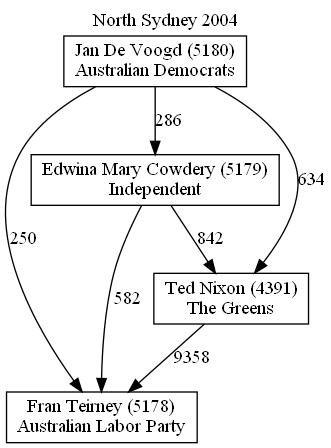 North Sydney 2004
Jan De Voogd (5180)
Australian Democrats
286
Edwina Mary Cowdery (5179)
Independent
634
250
842
582
Ted Nixon (4391)
The Greens
9358
Fran Teirney (5178)
Australian Labor Party